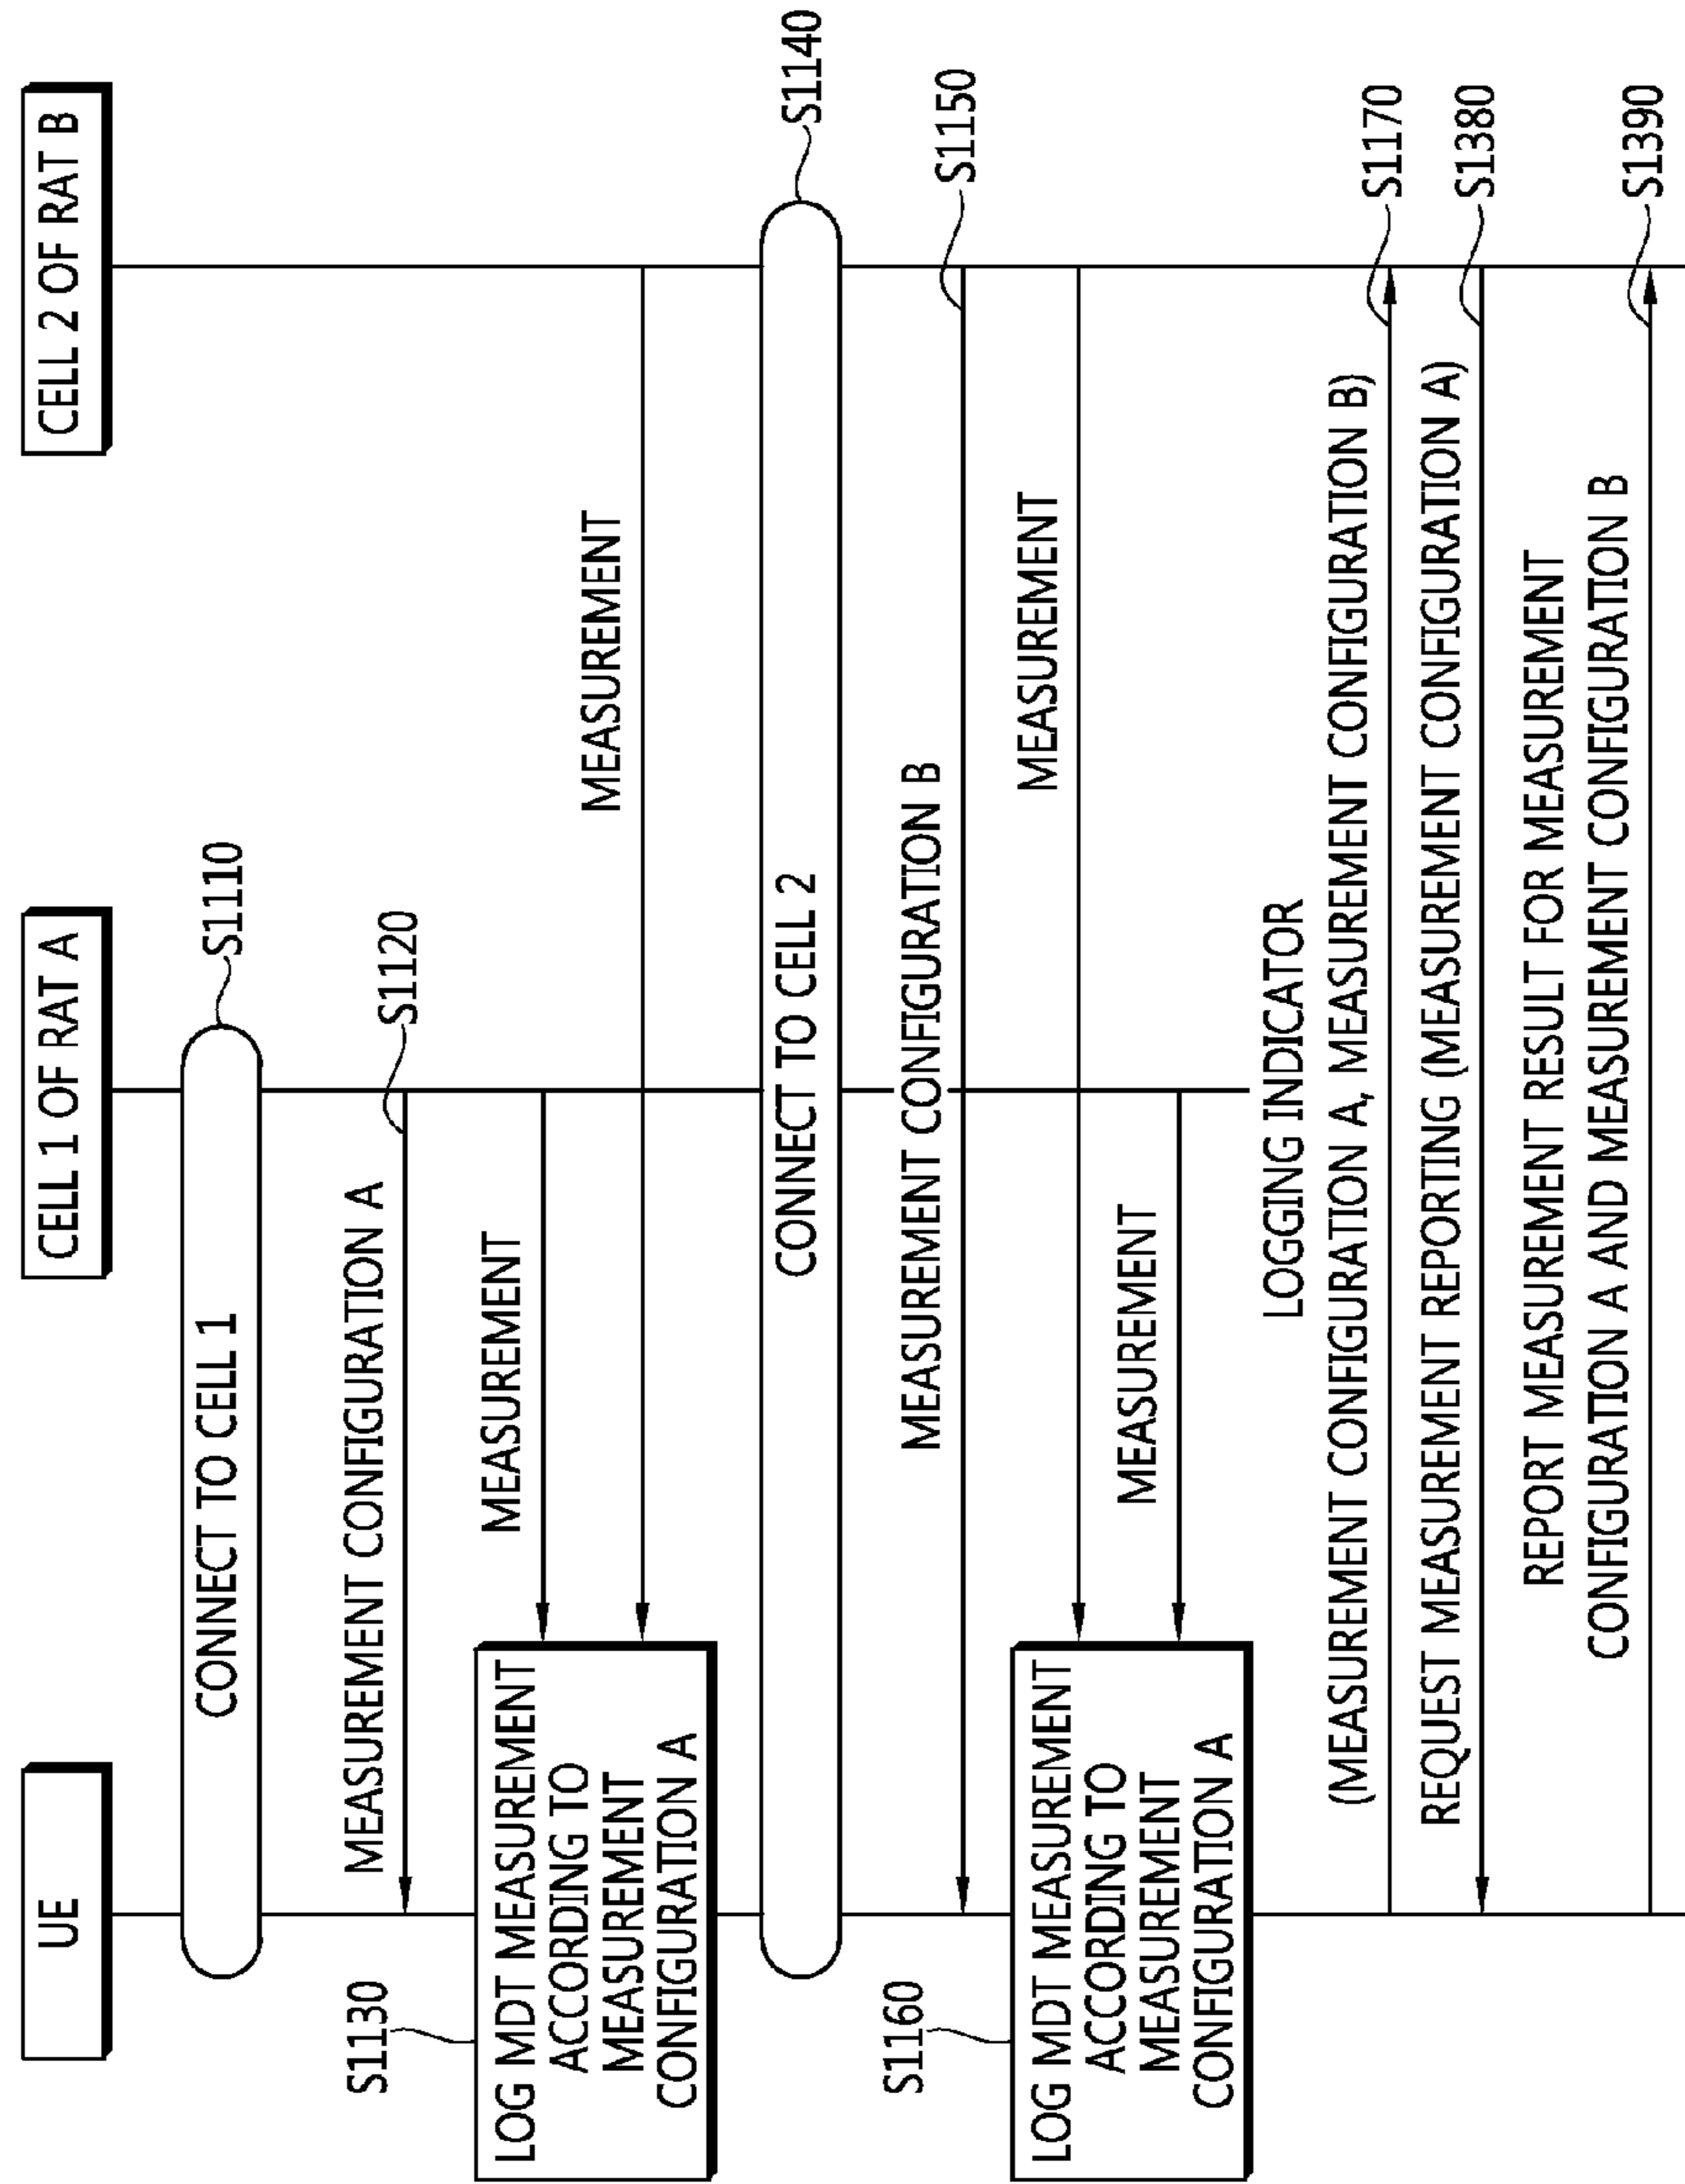 UE
CELL 1 OF RAT A
CELL 2 OF RAT B
CONNECT TO CELL 1
S1110
MEASUREMENT CONFIGURATION A
S1120
S1130
LOG MDT MEASUREMENT
ACCORDING TO
MEASUREMENT
CONFIGURATION A
MEASUREMENT
MEASUREMENT
CONNECT TO CELL 2
S1140
MEASUREMENT CONFIGURATION B
S1150
S1160
LOG MDT MEASUREMENT
ACCORDING TO
MEASUREMENT
CONFIGURATION A
MEASUREMENT
MEASUREMENT
LOGGING INDICATOR
(MEASUREMENT CONFIGURATION A, MEASUREMENT CONFIGURATION B)
S1170
REQUEST MEASUREMENT REPORTING (MEASUREMENT CONFIGURATION A)
S1380
REPORT MEASUREMENT RESULT FOR MEASUREMENT
CONFIGURATION A AND MEASUREMENT CONFIGURATION B
S1390